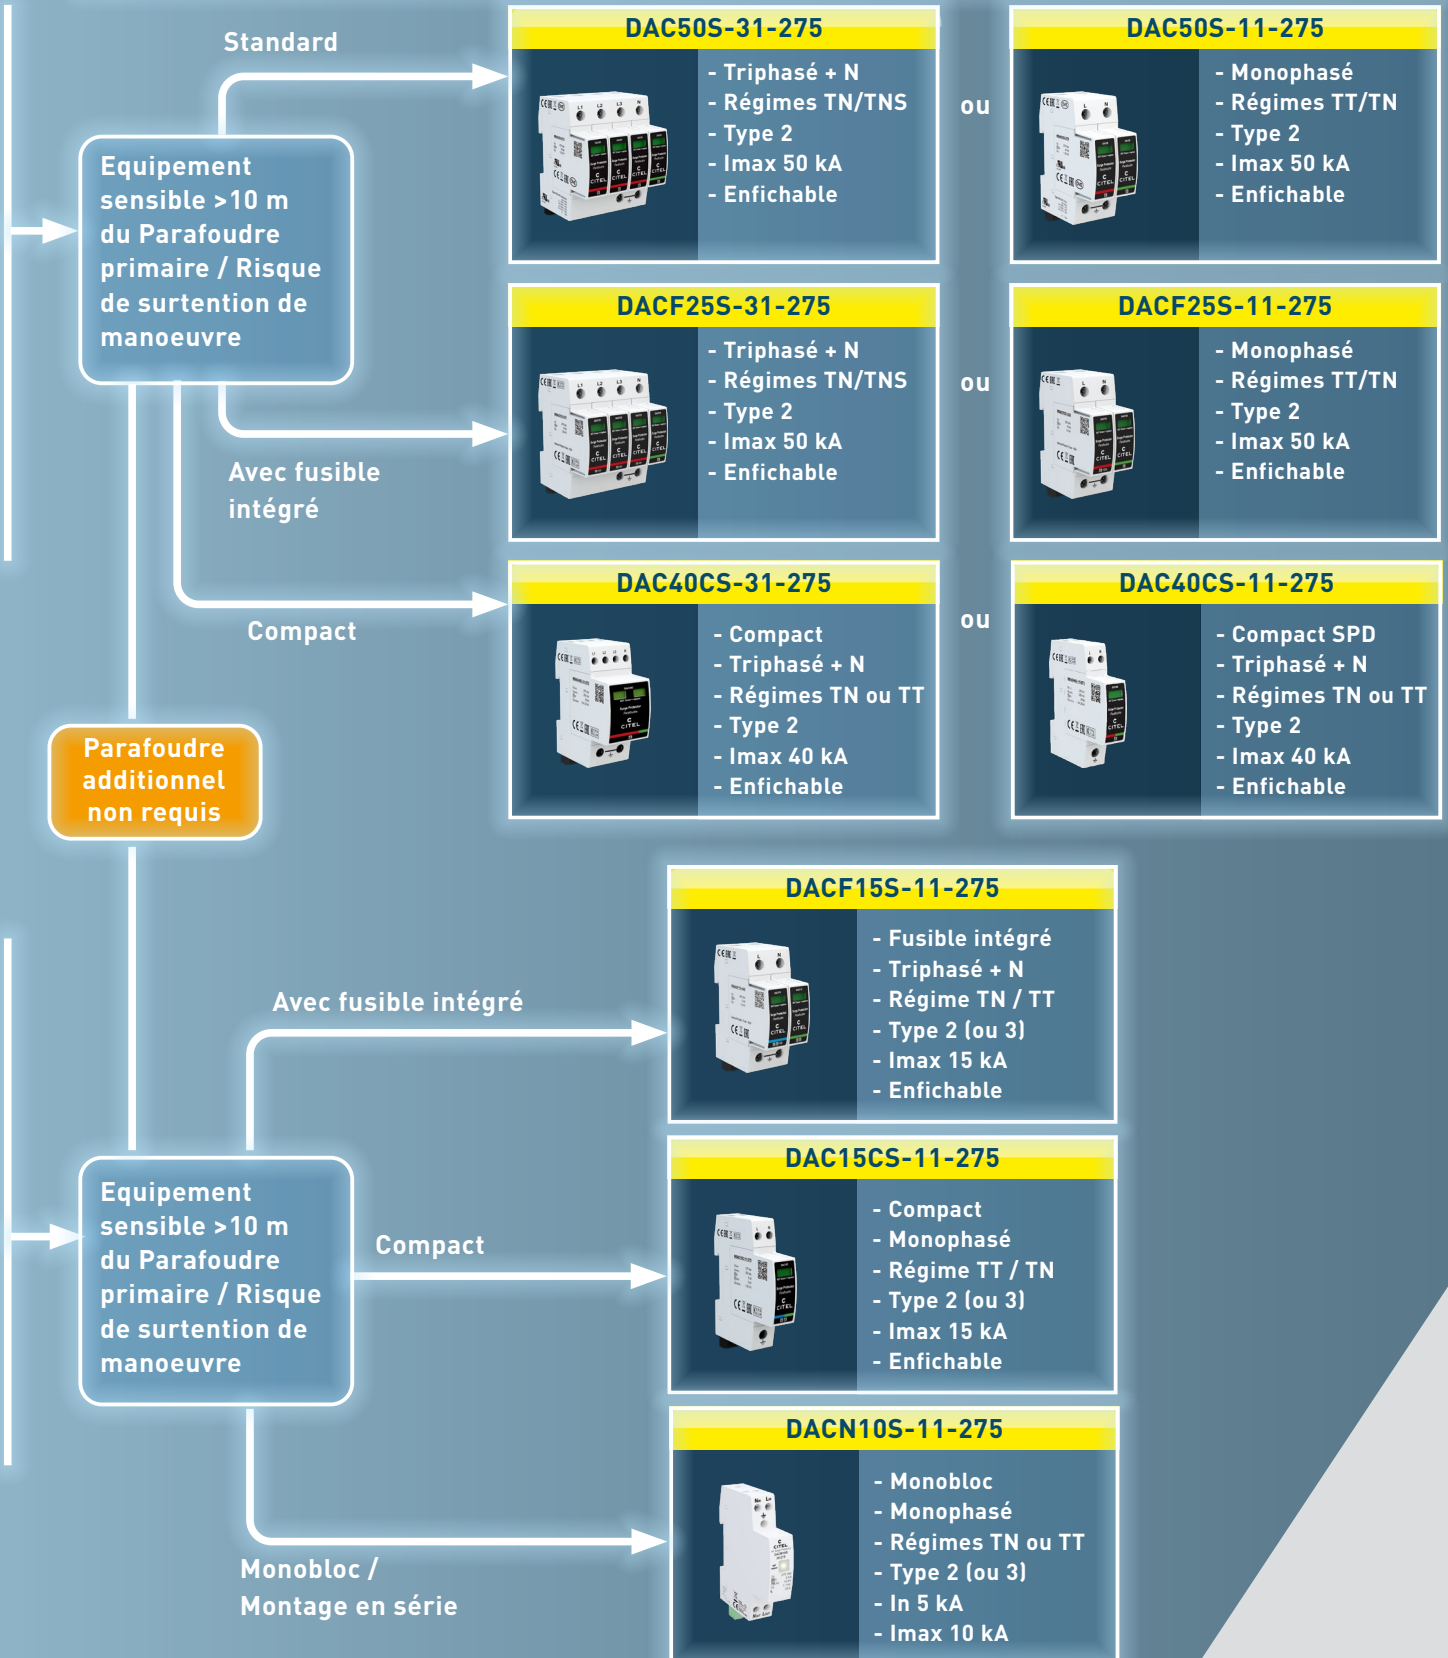 Standard
Equipement
sensible >10 m
du Parafoudre
primaire / Risque
de surtention de
manoeuvre
DAC50S-31-275
- Triphasé + N
- Régimes TN/TNS
- Type 2
- Imax 50 kA
- Enfichable
ou
DAC50S-11-275
- Monophasé
- Régimes TT/TN
- Type 2
- Imax 50 kA
- Enfichable
Avec fusible
intégré
DACF25S-31-275
- Triphasé + N
- Régimes TN/TNS
- Type 2
- Imax 50 kA
- Enfichable
ou
DACF25S-11-275
- Monophasé
- Régimes TT/TN
- Type 2
- Imax 50 kA
- Enfichable
Compact
DAC40CS-31-275
- Compact
- Triphasé + N
- Régimes TN ou TT
- Type 2
- Imax 40 kA
- Enfichable
ou
DAC40CS-11-275
- Compact SPD
- Triphasé + N
- Régimes TN ou TT
- Type 2
- Imax 40 kA
- Enfichable
Parafoudre
additionnel
non requis
Avec fusible intégré
DACF15S-11-275
- Fusible intégré
- Triphasé + N
- Régime TN / TT
- Type 2 (ou 3)
- Imax 15 kA
- Enfichable
Equipement
sensible >10 m
du Parafoudre
primaire / Risque
de surtention de
manoeuvre
Compact
DAC15CS-11-275
- Compact
- Monophasé
- Régime TT / TN
- Type 2 (ou 3)
- Imax 15 kA
- Enfichable
Monobloc /
Montage en série
DACN10S-11-275
- Monobloc
- Monophasé
- Régimes TN ou TT
- Type 2 (ou 3)
- In 5 kA
- Imax 10 kA